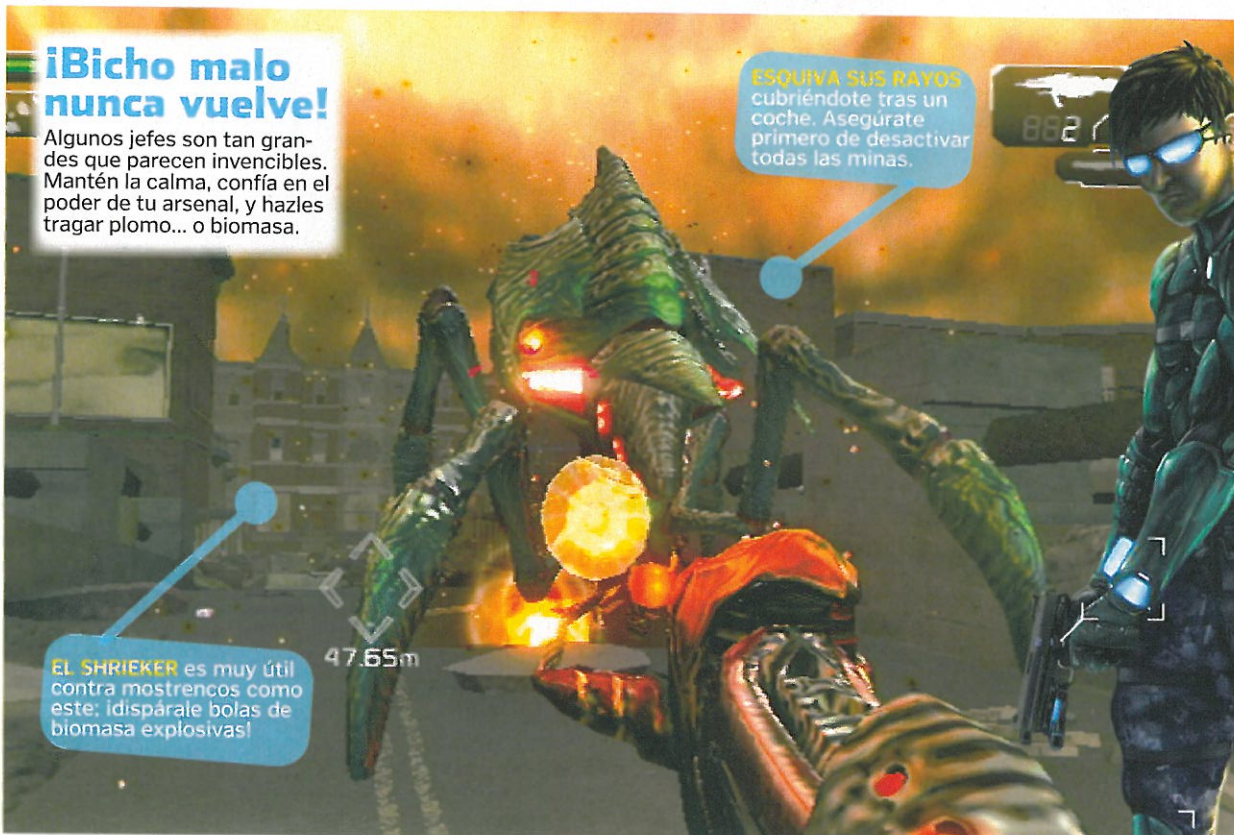 ¡Bicho malo
nunca vuelve!
Algunos jefes son tan gran-
des que parecen invencibles.
Mantén la calma, confía en el
poder de tu arsenal, y hazles
tragar plomo... o biomasa.
ESQUIVA SUS RAYOS
cubriéndote tras un
coche. Asegúrate
primero de desactivar
todas las minas.
2
47.65m
EL SHRIEKER es muy útil
contra mostrencos como
este: ¡dispárale bolas de
biomasa explosivas!